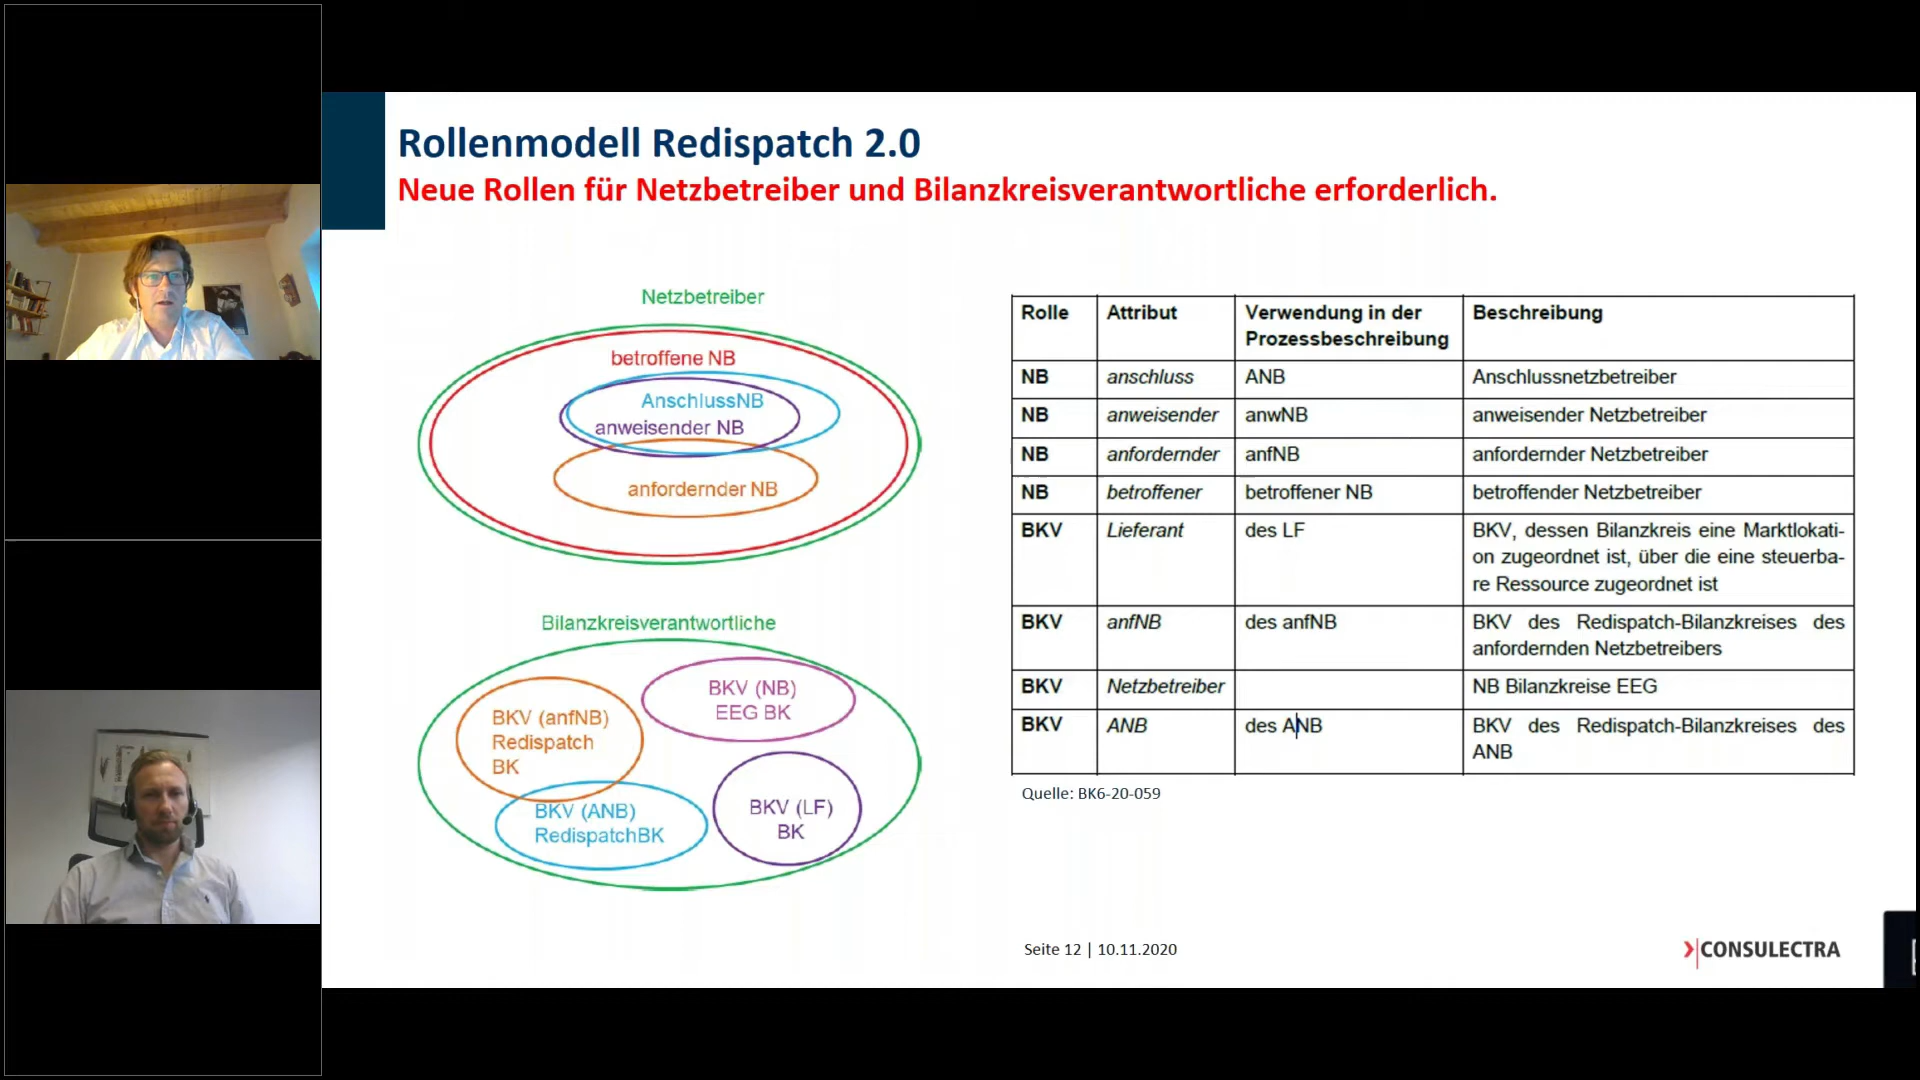 Rollenmodell Redispatch 2.0
Neue Rollen für Netzbetreiber und Bilanzkreisverantwortliche erforderlich.
Netzbetreiber
betroffene NB
AnschlussNB
anweisender NB
anfordernder NB
Bilanzkreisverantwortliche
BKV (NB)
EEG BK
BKV (anfNB)
Redispatch
BK
BKV (ANB)
RedispatchBK
BKV (LF)
BK
Rolle Attribut Verwendung in der Prozessbeschreibung Beschreibung
NB anschluss ANB Anschlussnetzbetreiber
NB anweisender anwNB anweisender Netzbetreiber
NB anfordernder anfNB anfordernder Netzbetreiber
NB betroffener betroffener NB betroffender Netzbetreiber
BKV Lieferant des LF BKV, dessen Bilanzkreis eine Marktlokati-
on zugeordnet ist, über die eine steuerba-
re Ressource zugeordnet ist
BKV anfNB des anfNB BKV des Redispatch-Bilanzkreises des
anfordernden Netzbetreibers
BKV Netzbetreiber NB Bilanzkreise EEG
BKV ANB des ANB BKV des Redispatch-Bilanzkreises des
ANB
Quelle: BK6-20-059
Seite 12 | 10.11.2020
CONSULECTRA